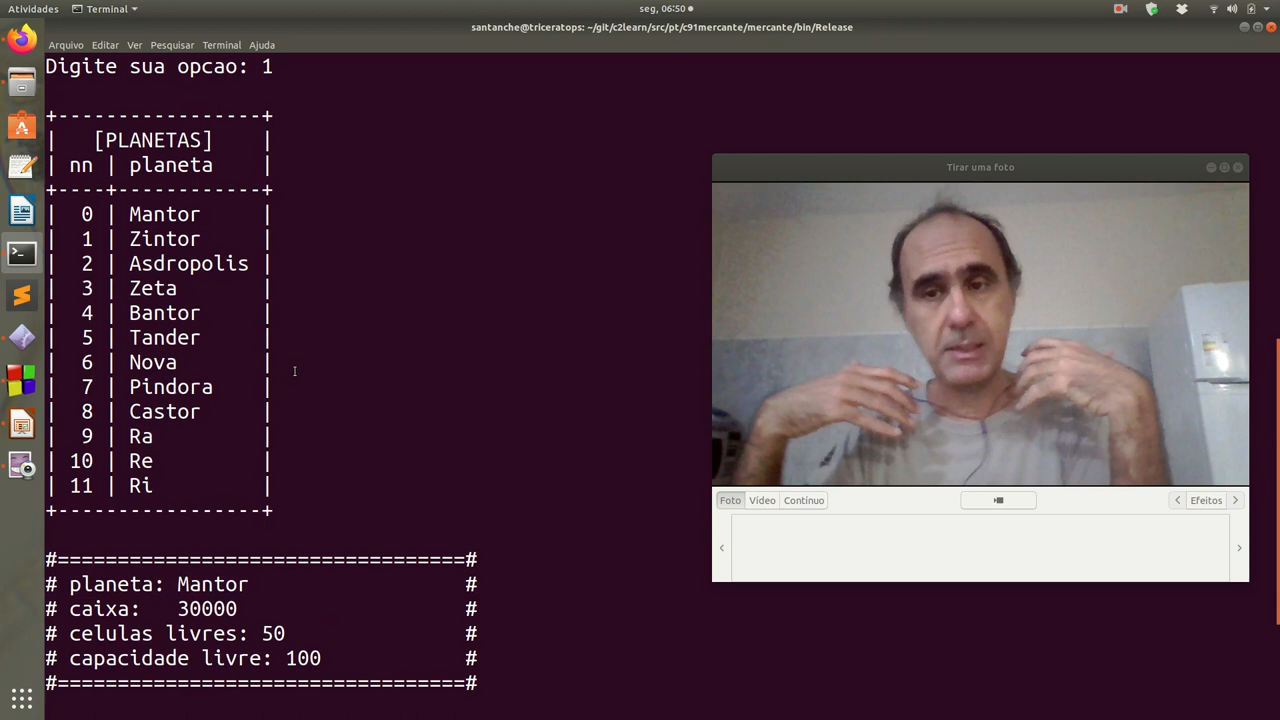 Atividades Terminal seg, 06:50
santanche@triceratops: ~/git/c2learn/src/pt/c91mercante/mercante/bin/Release
Arquivo Editar Ver Pesquisar Terminal Ajuda
Digite sua opcao: 1
+-----------------+
| [PLANETAS] |
| nn | planeta |
+----+------------+
| 0 | Mantor |
| 1 | Zintor |
| 2 | Asdropolis |
| 3 | Zeta |
| 4 | Bantor |
| 5 | Tander |
| 6 | Nova |
| 7 | Pindora |
| 8 | Castor |
| 9 | Ra |
| 10 | Re |
| 11 | Ri |
+-----------------+
#==================================#
# planeta: Mantor #
# caixa: 30000 #
# celulas livres: 50 #
# capacidade livre: 100 #
#==================================#
Tirar uma foto
Foto Vídeo Contínuo Efeitos